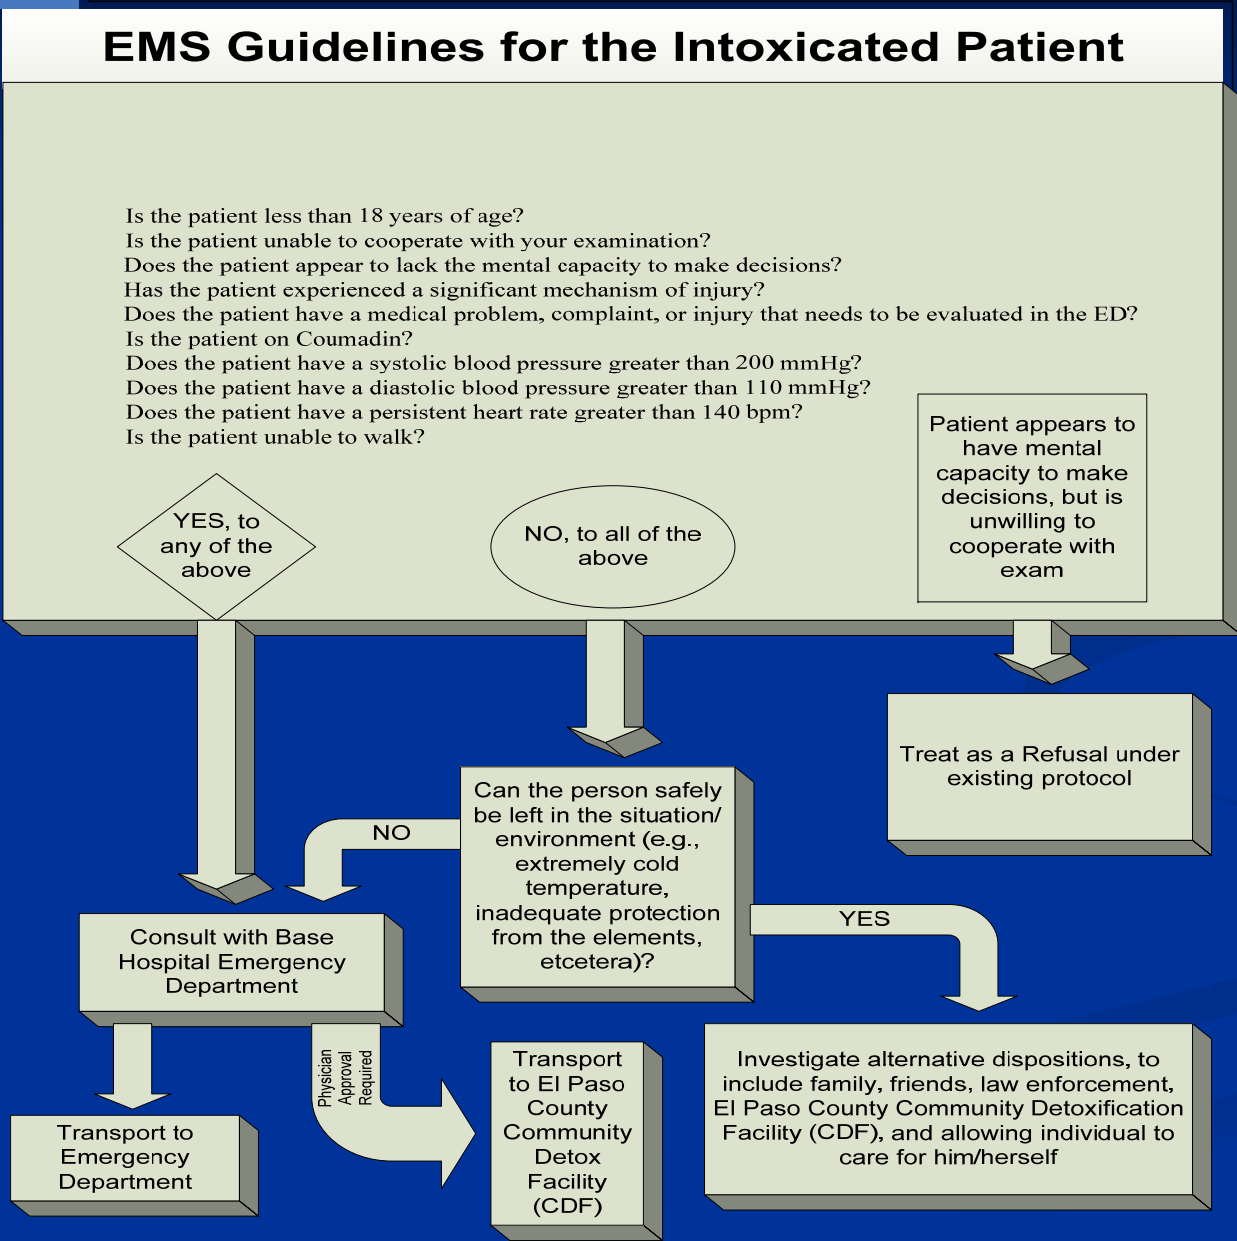 EMS Guidelines for the Intoxicated Patient
Is the patient less than 18 years of age?
Is the patient unable to cooperate with your examination?
Does the patient appear to lack the mental capacity to make decisions?
Has the patient experienced a significant mechanism of injury?
Does the patient have a medical problem, complaint, or injury that needs to be evaluated in the ED?
Is the patient on Coumadin?
Does the patient have a systolic blood pressure greater than 200 mmHg?
Does the patient have a diastolic blood pressure greater than 110 mmHg?
Does the patient have a persistent heart rate greater than 140 bpm?
Is the patient unable to walk?
YES, to
any of the
above
NO, to all of the
above
Patient appears to
have mental
capacity to make
decisions, but is
unwilling to
cooperate with
exam
Treat as a Refusal under
existing protocol
Can the person safely
be left in the situation/
environment (e.g.,
extremely cold
temperature,
inadequate protection
from the elements,
etcetera)?
NO
YES
Consult with Base
Hospital Emergency
Department
Physician
Approval
Required
Transport to
Emergency
Department
Transport
to El Paso
County
Community
Detox
Facility
(CDF)
Investigate alternative dispositions, to
include family, friends, law enforcement,
El Paso County Community Detoxification
Facility (CDF), and allowing individual to
care for him/herself